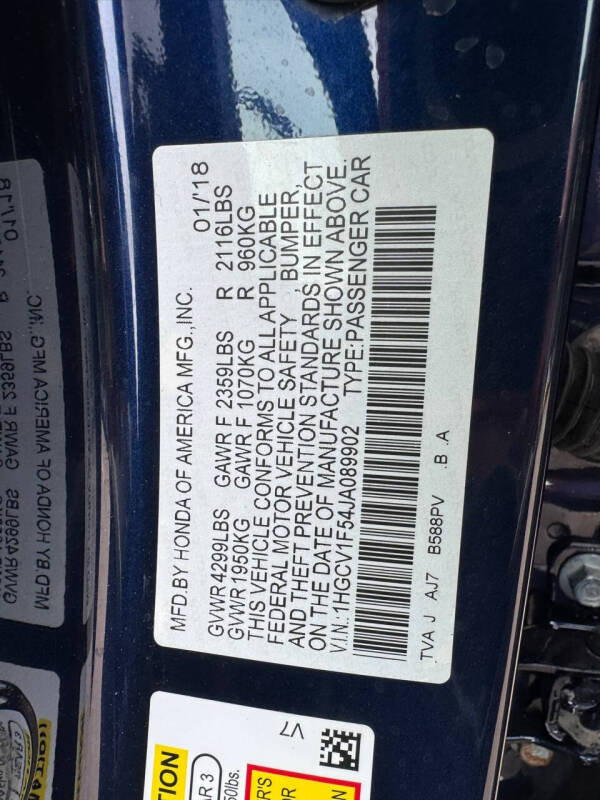 MFD.BY HONDA OF AMERICA MFG.,INC. 01/'18
GVWR 4299LBS GAWR F 2359LBS R 2116LBS
GVWR 1950KG GAWR F 1070KG R 960KG
THIS VEHICLE CONFORMS TO ALL APPLICABLE
FEDERAL MOTOR VEHICLE SAFETY , BUMPER,
AND THEFT PREVENTION STANDARDS IN EFFECT
ON THE DATE OF MANUFACTURE SHOWN ABOVE.
V.I.N.:1HGCV1F54JA089902 TYPE:PASSENGER CAR
TVA J AJ7 B588PV .B .A
V7